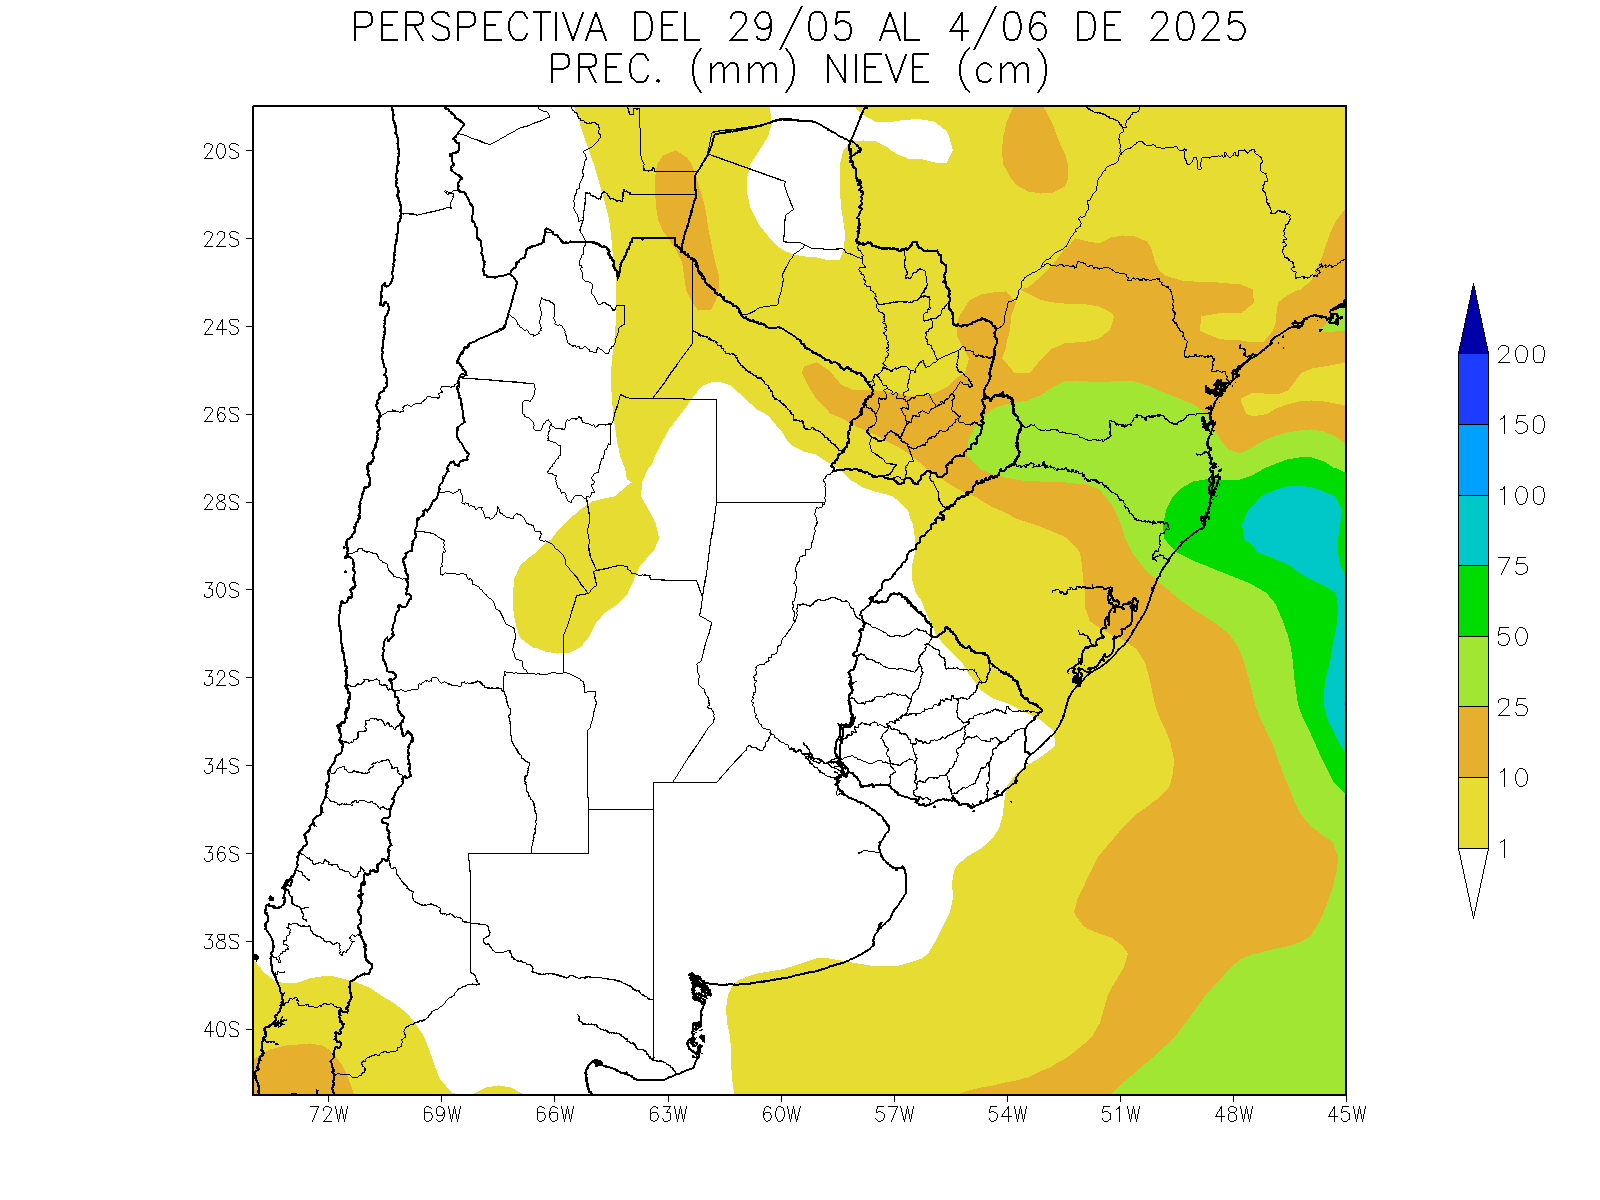 PERSPECTIVA DEL 29/05 AL 4/06 DE 2025
PREC. (mm) NIEVE (cm)
20S
22S
24S
26S
28S
30S
32S
34S
36S
38S
40S
72W 69W 66W 63W 60W 57W 54W 51W 48W 45W
200
150
100
75
50
25
10
1